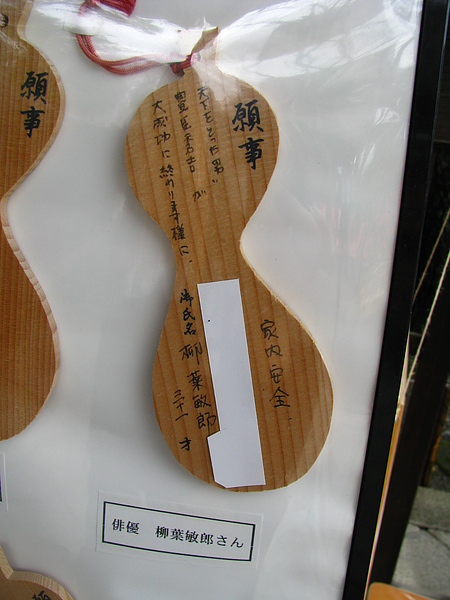 願事
願事
天下をとった男
豊臣秀吉 が
大成功に終わります様に、
家内安全
御氏名 柳葉敏郎
三十一才
俳優 柳葉敏郎さん